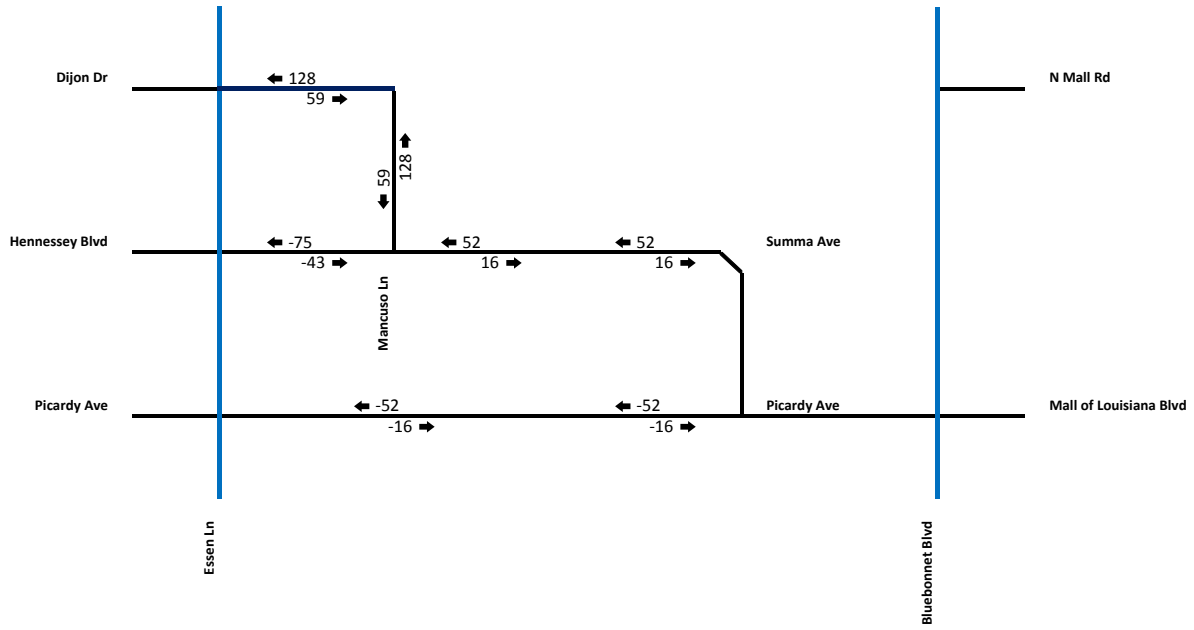 128
Dijon Dr
N Mall Rd
59
59
128
-75
52
52
Hennessey Blvd
Summa Ave
-43
16
16
Mancuso Ln
-52
-52
Picardy Ave
Picardy Ave
Mall of Louisiana Blvd
-16
-16
Essen Ln
Bluebonnet Blvd